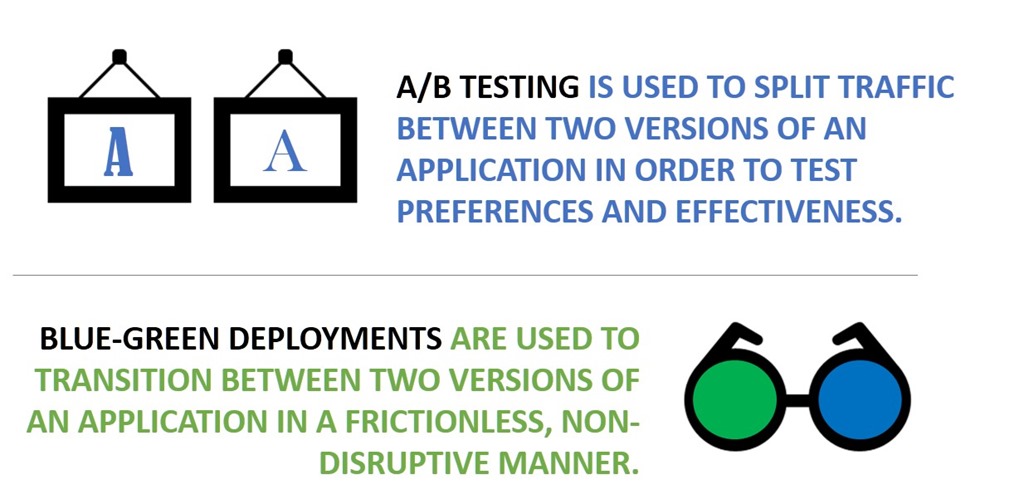 A
A
A/B TESTING IS USED TO SPLIT TRAFFIC
BETWEEN TWO VERSIONS OF AN
APPLICATION IN ORDER TO TEST
PREFERENCES AND EFFECTIVENESS.
BLUE-GREEN DEPLOYMENTS ARE USED TO
TRANSITION BETWEEN TWO VERSIONS OF
AN APPLICATION IN A FRICTIONLESS, NON-
DISRUPTIVE MANNER.